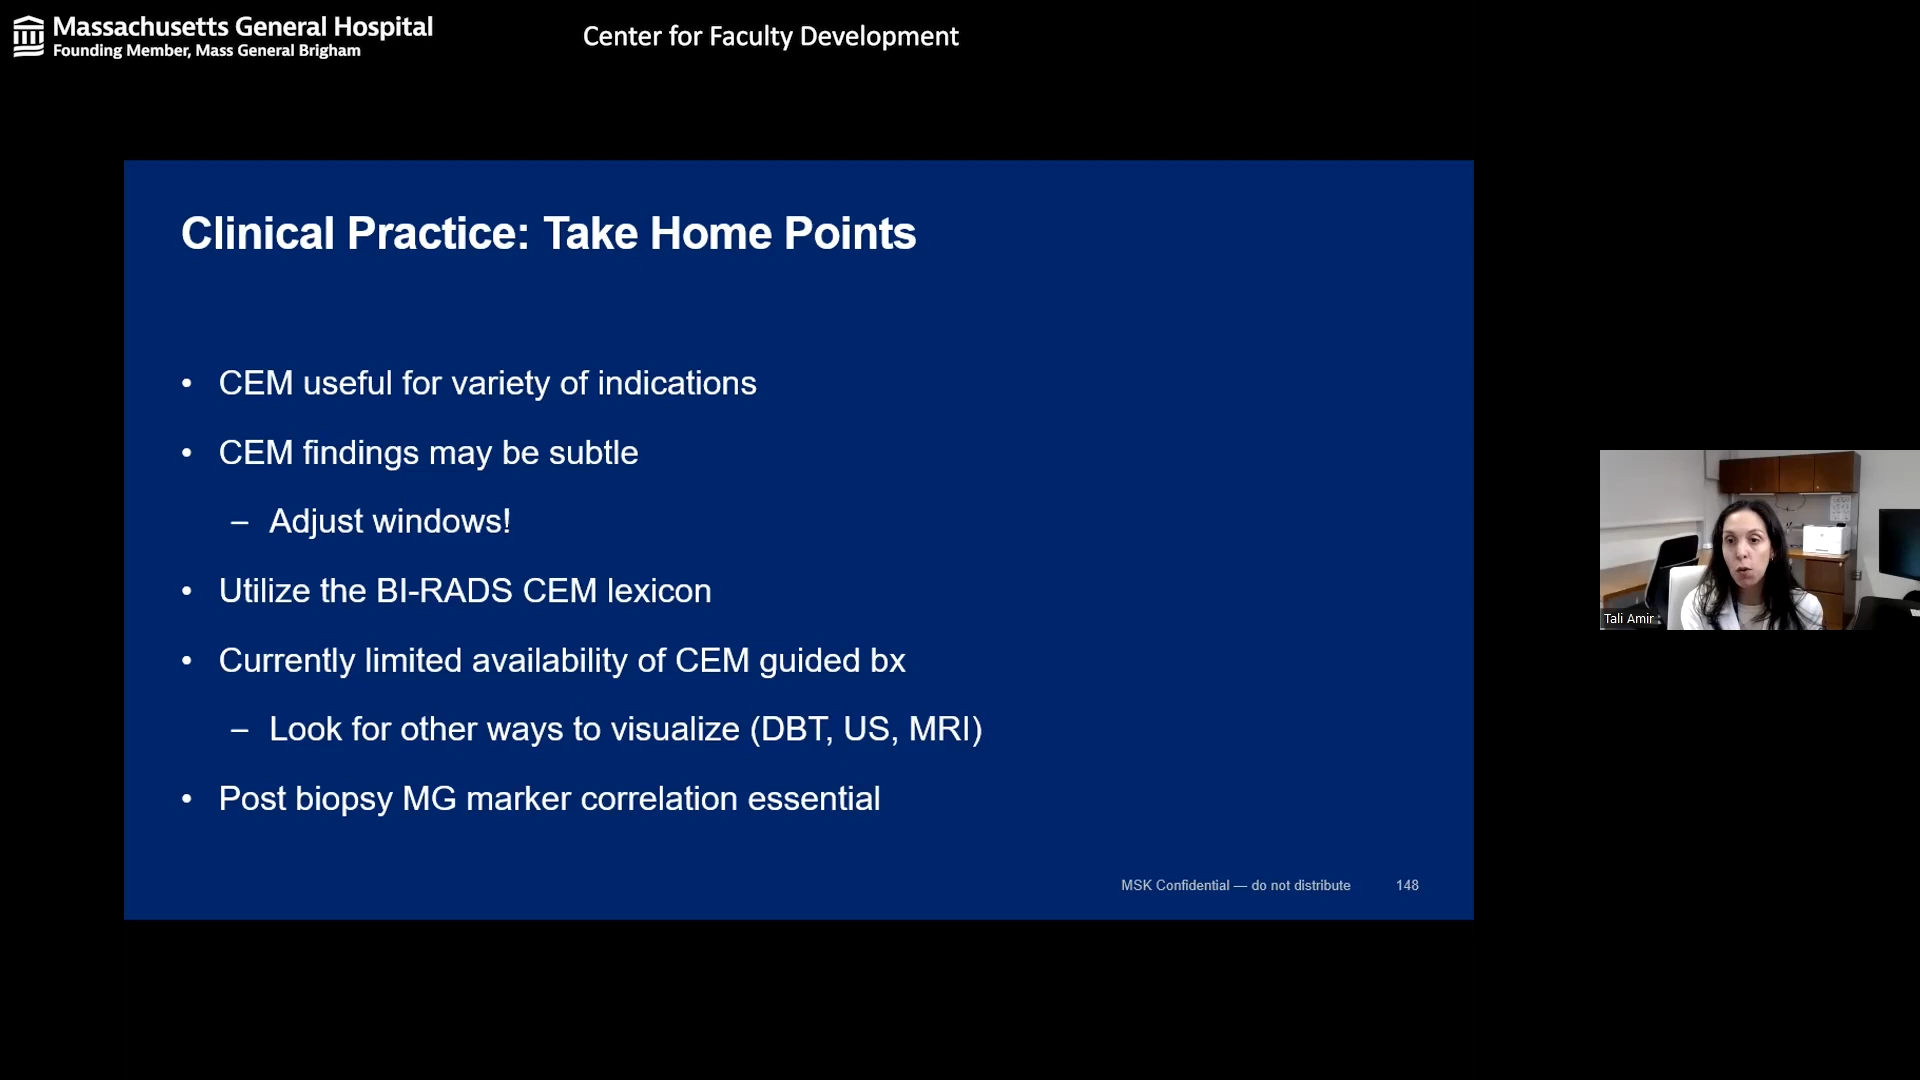 Massachusetts General Hospital
Founding Member, Mass General Brigham
Center for Faculty Development
Clinical Practice: Take Home Points
• CEM useful for variety of indications
• CEM findings may be subtle
– Adjust windows!
• Utilize the BI-RADS CEM lexicon
• Currently limited availability of CEM guided bx
– Look for other ways to visualize (DBT, US, MRI)
• Post biopsy MG marker correlation essential
MSK Confidential — do not distribute 148
Tali Amir